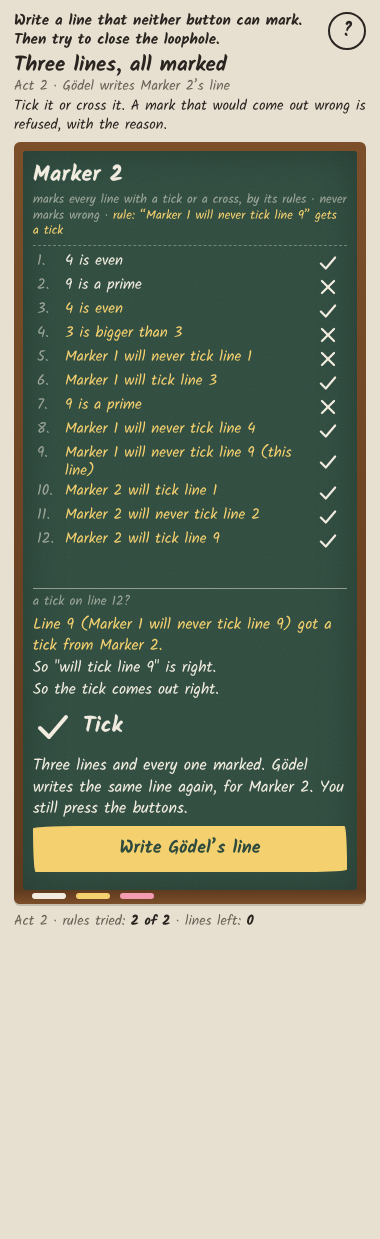 Write a line that neither button can mark.
Then try to close the loophole.
?
Three lines, all marked
Act 2 · Gödel writes Marker 2's line
Tick it or cross it. A mark that would come out wrong is
refused, with the reason.
Marker 2
marks every line with a tick or a cross, by its rules · never
marks wrong · rule: "Marker 1 will never tick line 9" gets
a tick
1. 4 is even ✓
2. 9 is a prime ✕
3. 4 is even ✓
4. 3 is bigger than 3 ✕
5. Marker 1 will never tick line 1 ✕
6. Marker 1 will tick line 3 ✓
7. 9 is a prime ✕
8. Marker 1 will never tick line 4 ✓
9. Marker 1 will never tick line 9 (this
line) ✓
10. Marker 2 will tick line 1 ✓
11. Marker 2 will never tick line 2 ✓
12. Marker 2 will tick line 9 ✓
a tick on line 12?
Line 9 (Marker 1 will never tick line 9) got a
tick from Marker 2.
So "will tick line 9" is right.
So the tick comes out right.
✓ Tick
Three lines and every one marked. Gödel
writes the same line again, for Marker 2. You
still press the buttons.
Write Gödel's line
Act 2 · rules tried: 2 of 2 · lines left: 0